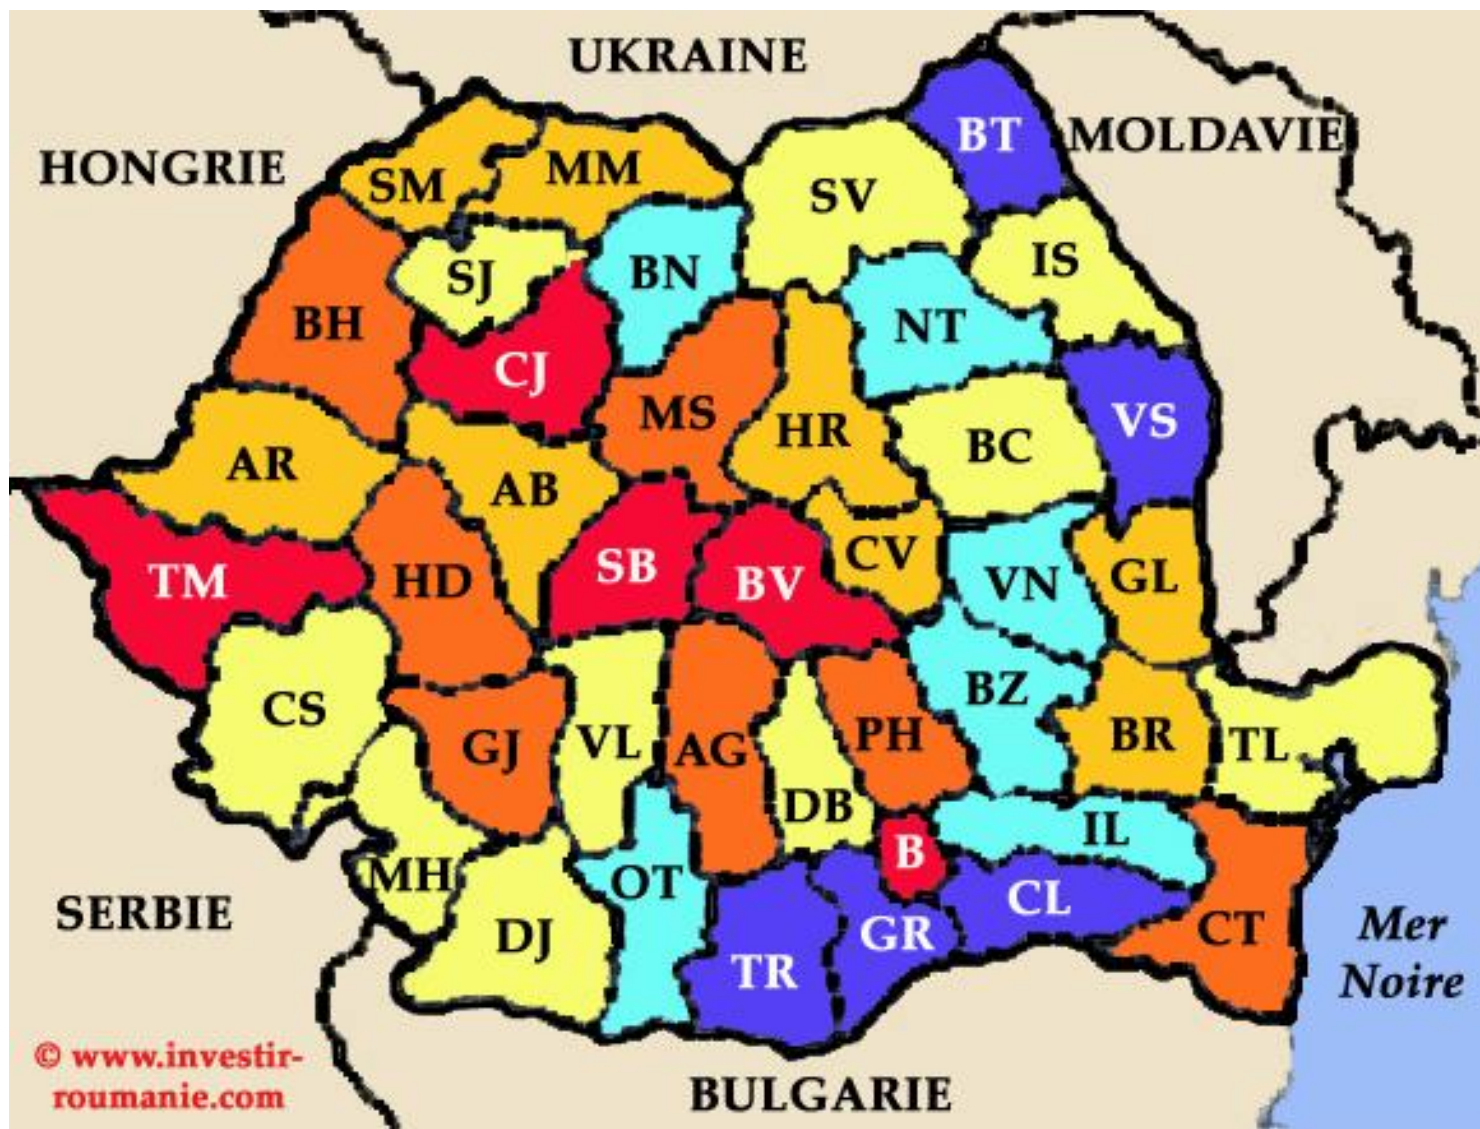 UKRAINE
BT
MOLDAVIE
HONGRIE
SM
MM
SV
SJ
BN
IS
BH
NT
CJ
MS
HR
BC
VS
AR
AB
TM
HD
SB
BV
CV
VN
GL
CS
GJ
VL
AG
DB
PH
BZ
BR
TL
MH
OT
B
IL
CL
SERBIE
DJ
TR
GR
CT
Mer
Noire
© www.investir-
roumanie.com
BULGARIE